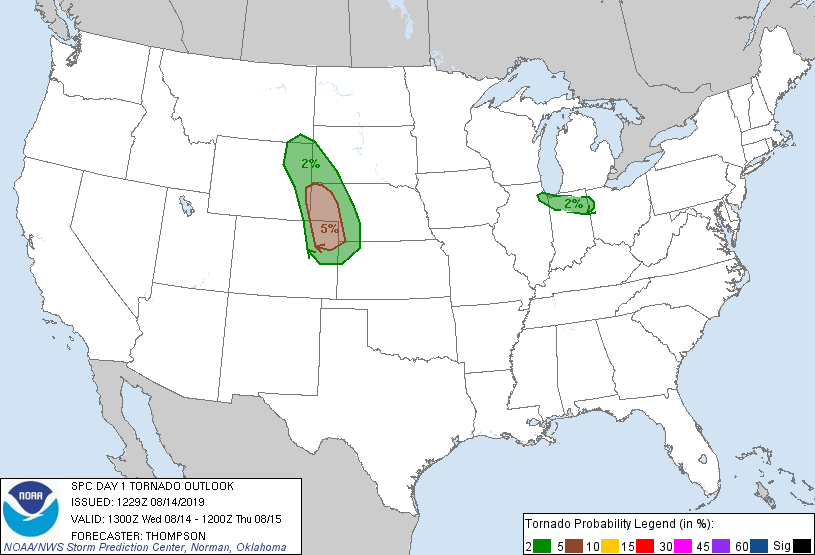 2%
5%
2%
NOAA
SPC DAY 1 TORNADO OUTLOOK
ISSUED: 1229Z 08/14/2019
VALID: 1300Z Wed 08/14 - 1200Z Thu 08/15
FORECASTER: THOMPSON
NOAA/NWS Storm Prediction Center, Norman, Oklahoma
Tornado Probability Legend (in %):
2 5 10 15 30 45 60 Sig